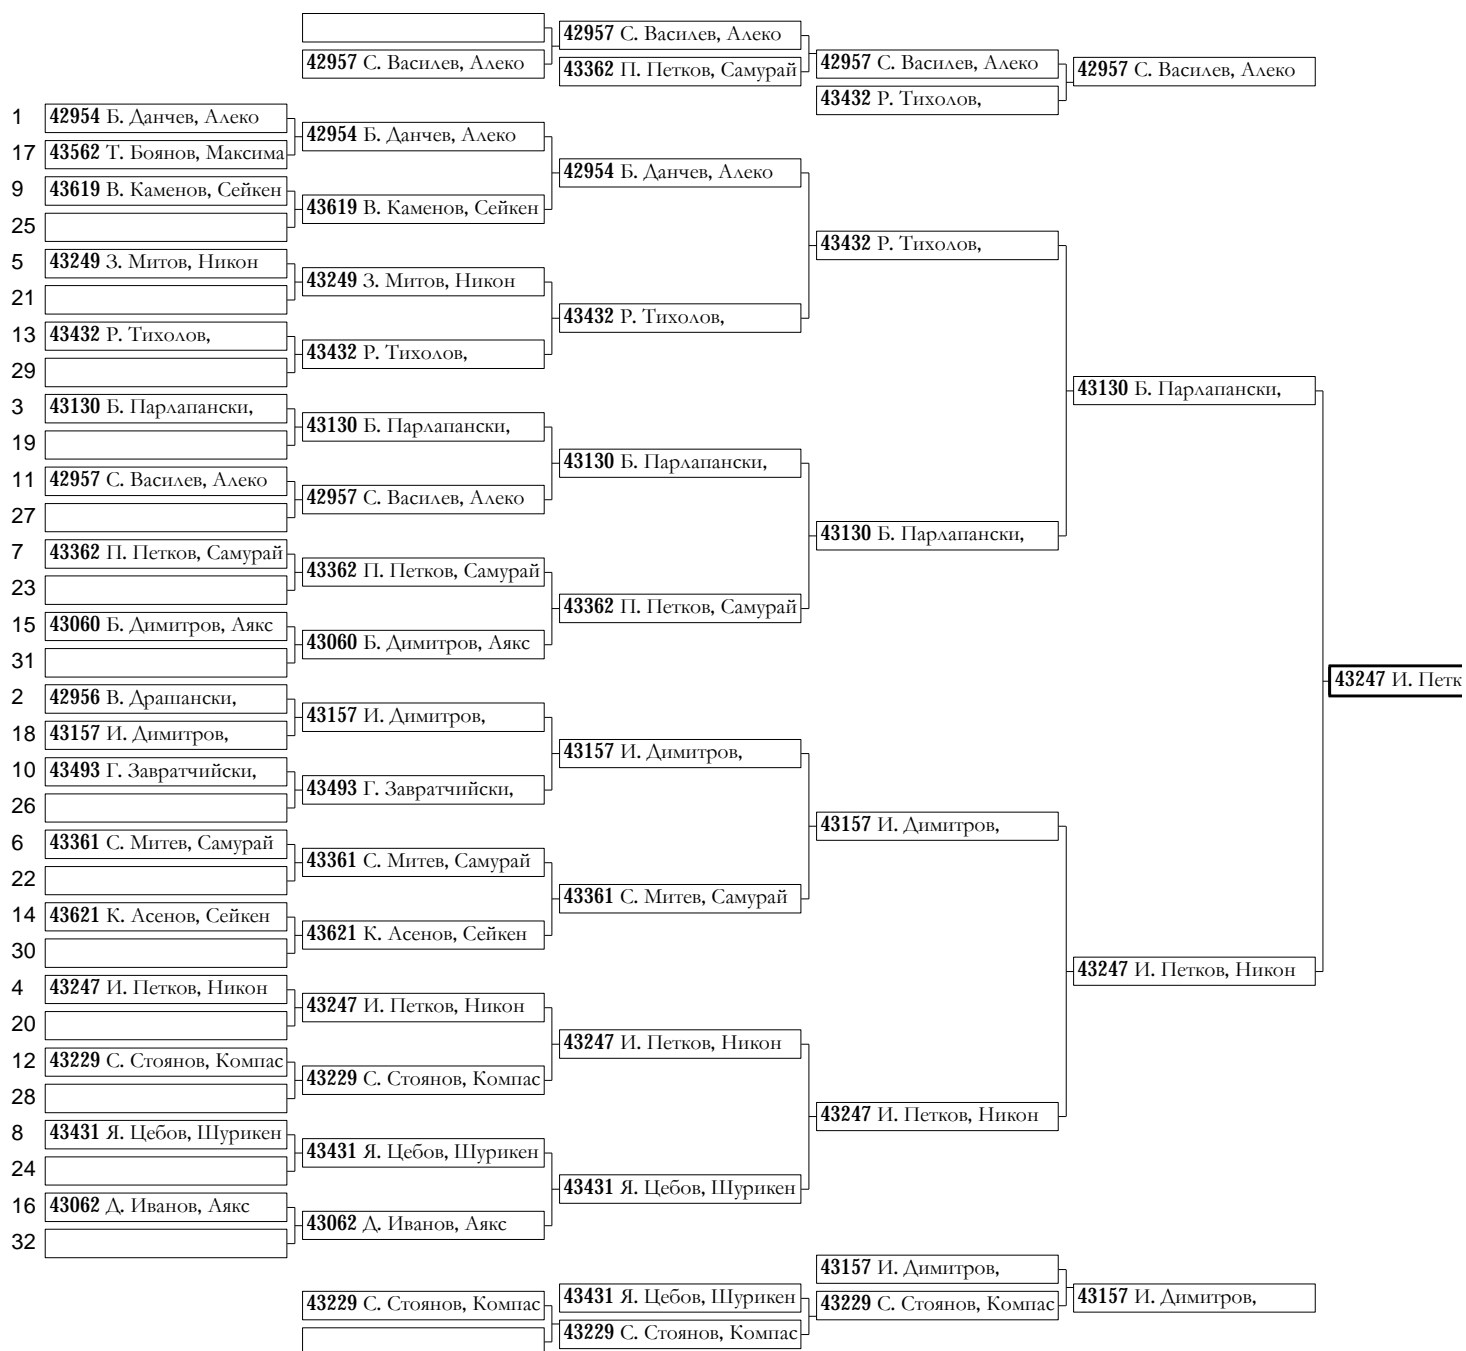 42957 С. Василев, Алеко
42957 С. Василев, Алеко
43362 П. Петков, Самурай
42957 С. Василев, Алеко
43432 Р. Тихолов,
42957 С. Василев, Алеко
1 42954 Б. Данчев, Алеко
17 43562 Т. Боянов, Максима
9 43619 В. Каменов, Сейкен
25
5 43249 З. Митов, Никон
21
13 43432 Р. Тихолов,
29
3 43130 Б. Парлапански,
19
11 42957 С. Василев, Алеко
27
7 43362 П. Петков, Самурай
23
15 43060 Б. Димитров, Аякс
31
2 42956 В. Драшански,
18 43157 И. Димитров,
10 43493 Г. Завратчийски,
26
6 43361 С. Митев, Самурай
22
14 43621 К. Асенов, Сейкен
30
4 43247 И. Петков, Никон
20
12 43229 С. Стоянов, Компас
28
8 43431 Я. Цебов, Шурикен
24
16 43062 Д. Иванов, Аякс
32
42954 Б. Данчев, Алеко
43619 В. Каменов, Сейкен
43249 З. Митов, Никон
43432 Р. Тихолов,
43130 Б. Парлапански,
42957 С. Василев, Алеко
43362 П. Петков, Самурай
43060 Б. Димитров, Аякс
43157 И. Димитров,
43493 Г. Завратчийски,
43361 С. Митев, Самурай
43621 К. Асенов, Сейкен
43247 И. Петков, Никон
43229 С. Стоянов, Компас
43431 Я. Цебов, Шурикен
43062 Д. Иванов, Аякс
42954 Б. Данчев, Алеко
43432 Р. Тихолов,
43130 Б. Парлапански,
43362 П. Петков, Самурай
43157 И. Димитров,
43361 С. Митев, Самурай
43247 И. Петков, Никон
43431 Я. Цебов, Шурикен
43432 Р. Тихолов,
43130 Б. Парлапански,
43157 И. Димитров,
43247 И. Петков, Никон
43130 Б. Парлапански,
43247 И. Петков, Никон
43247 И. Петк
43229 С. Стоянов, Компас
43431 Я. Цебов, Шурикен
43229 С. Стоянов, Компас
43157 И. Димитров,
43229 С. Стоянов, Компас
43157 И. Димитров,